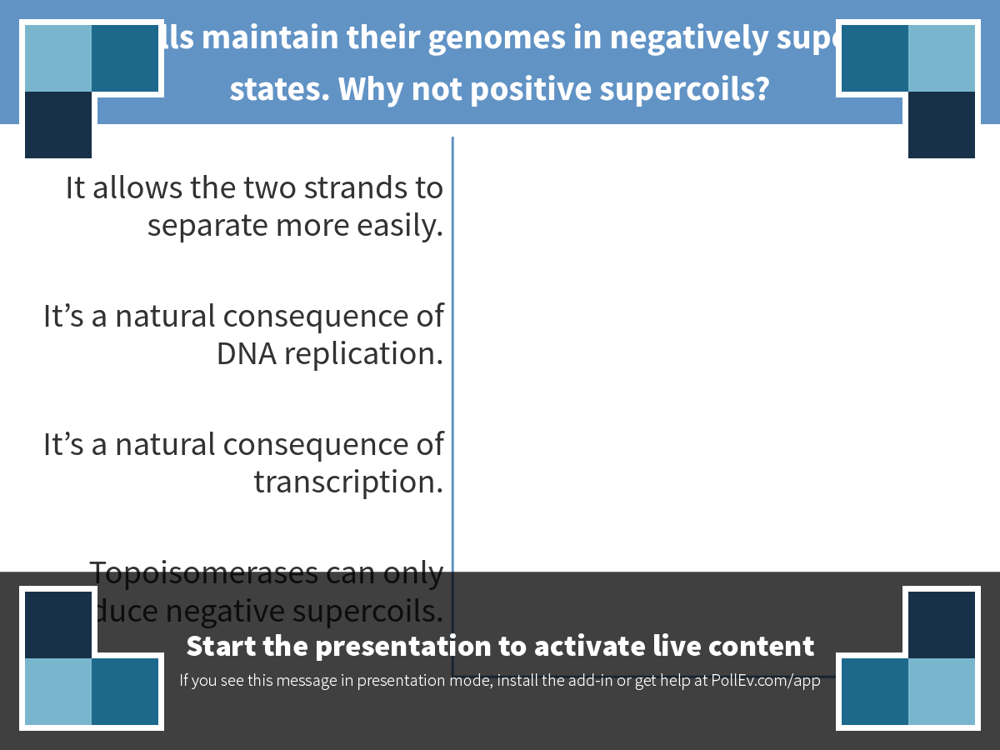 lls maintain their genomes in negatively supe
states. Why not positive supercoils?
It allows the two strands to
separate more easily.
It’s a natural consequence of
DNA replication.
It’s a natural consequence of
transcription.
Topoisomerases can only
duce negative supercoils.
Start the presentation to activate live content
If you see this message in presentation mode, install the add-in or get help at PollEv.com/app